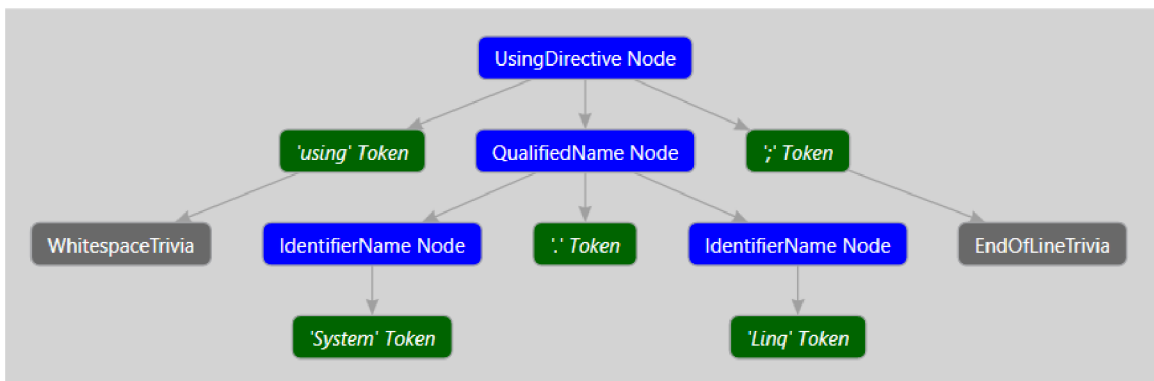 UsingDirective Node
'using' Token
QualifiedName Node
';' Token
WhitespaceTrivia
IdentifierName Node
'.' Token
IdentifierName Node
EndOfLineTrivia
'System' Token
'Linq' Token